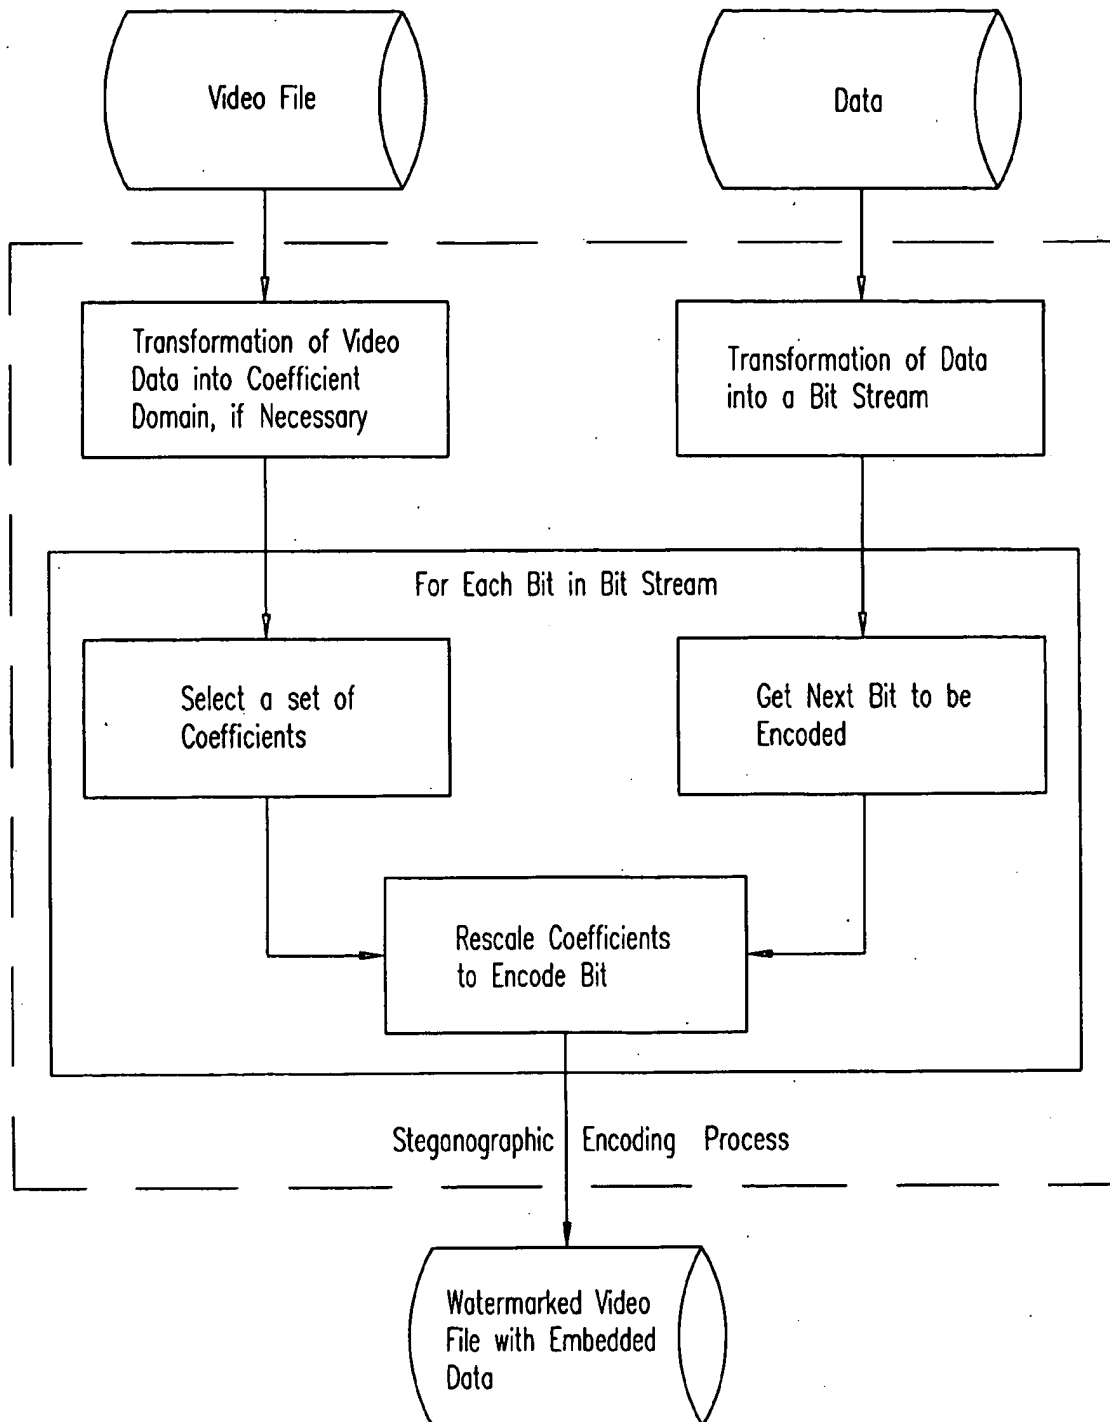 Video File
Data
Transformation of Video
Data into Coefficient
Domain, if Necessary
Transformation of Data
into a Bit Stream
For Each Bit in Bit Stream
Select a set of
Coefficients
Get Next Bit to be
Encoded
Rescale Coefficients
to Encode Bit
Steganographic Encoding Process
Watermarked Video
File with Embedded
Data